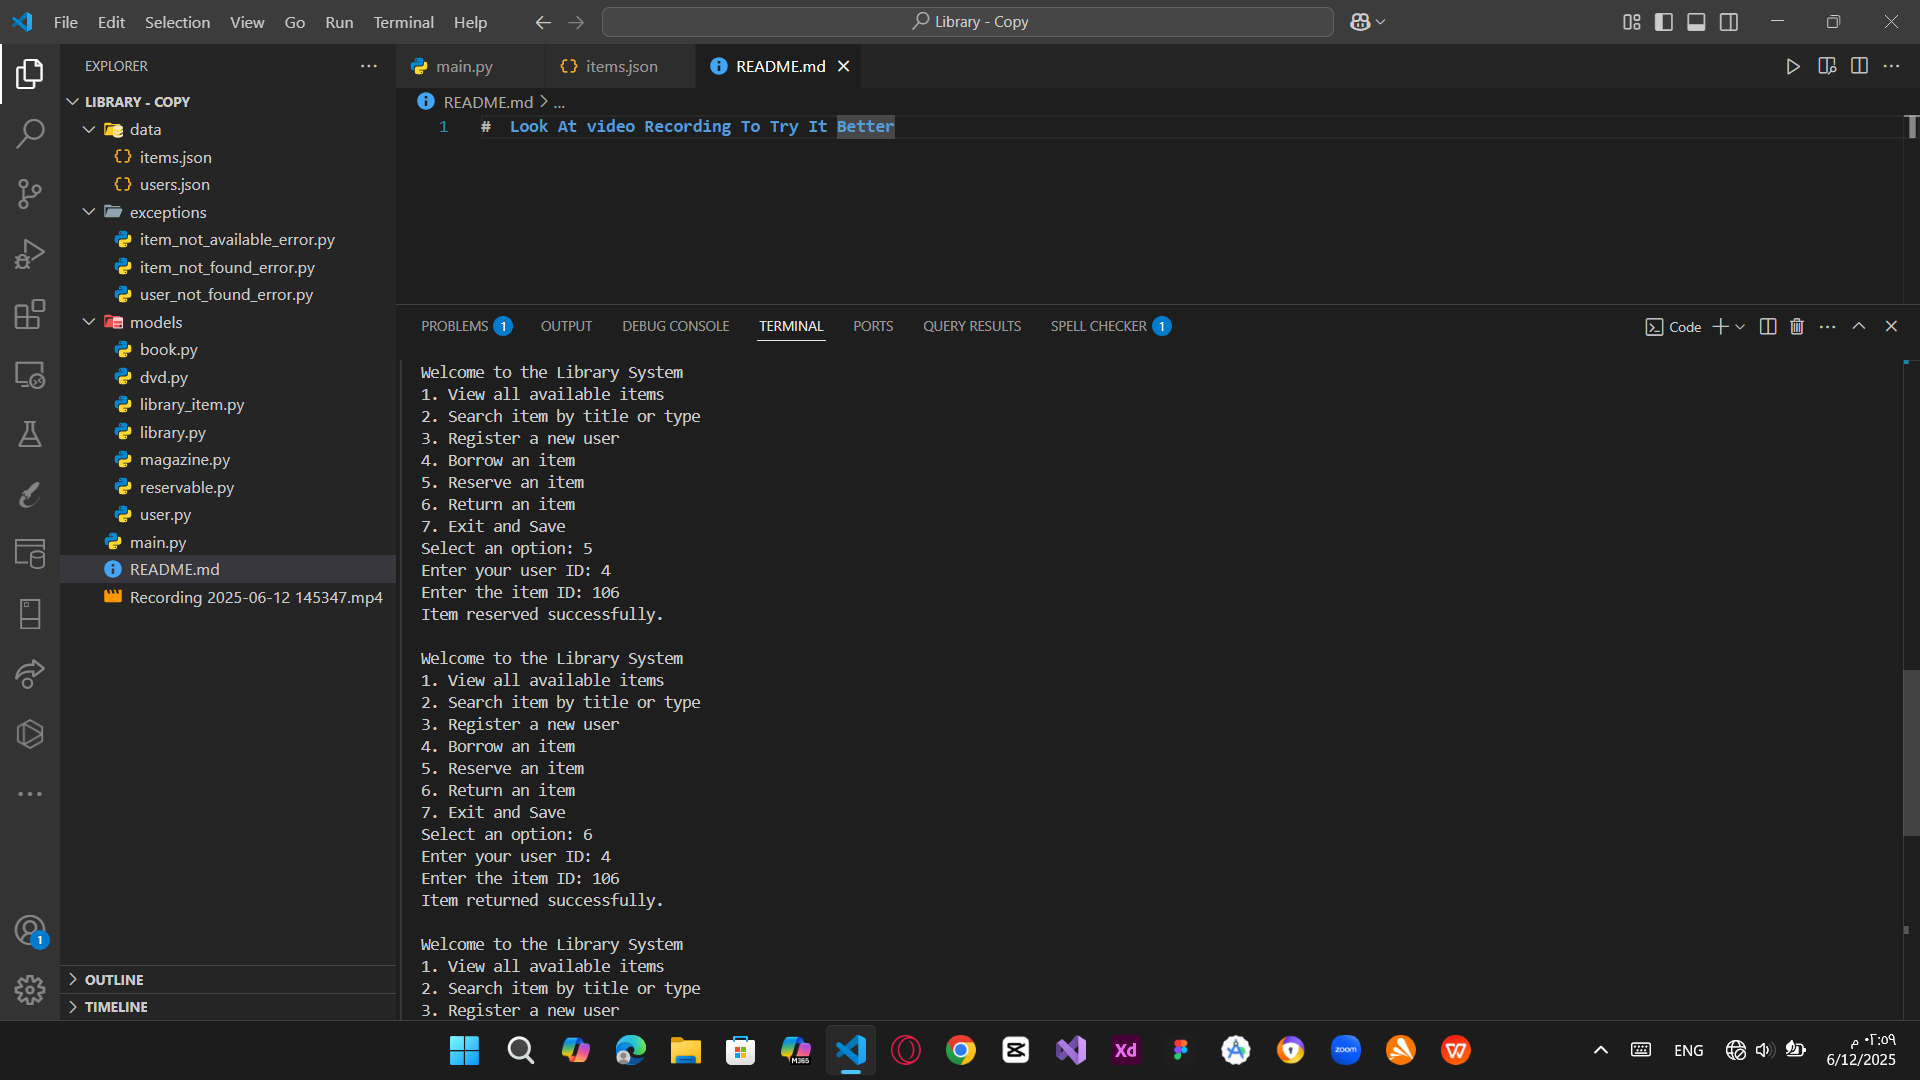 File Edit Selection View Go Run Terminal Help
Library - Copy
EXPLORER
LIBRARY - COPY
data
items.json
users.json
exceptions
item_not_available_error.py
item_not_found_error.py
user_not_found_error.py
models
book.py
dvd.py
library_item.py
library.py
magazine.py
reservable.py
user.py
main.py
README.md
Recording 2025-06-12 145347.mp4
OUTLINE
TIMELINE
1
main.py
items.json
README.md
README.md > ...
1 # Look At video Recording To Try It Better
PROBLEMS 1 OUTPUT DEBUG CONSOLE TERMINAL PORTS QUERY RESULTS SPELL CHECKER 1
Code
Welcome to the Library System
1. View all available items
2. Search item by title or type
3. Register a new user
4. Borrow an item
5. Reserve an item
6. Return an item
7. Exit and Save
Select an option: 5
Enter your user ID: 4
Enter the item ID: 106
Item reserved successfully.
Welcome to the Library System
1. View all available items
2. Search item by title or type
3. Register a new user
4. Borrow an item
5. Reserve an item
6. Return an item
7. Exit and Save
Select an option: 6
Enter your user ID: 4
Enter the item ID: 106
Item returned successfully.
Welcome to the Library System
1. View all available items
2. Search item by title or type
3. Register a new user
M365
Xd
zoom
ENG
٠٢:٥٩ م
6/12/2025